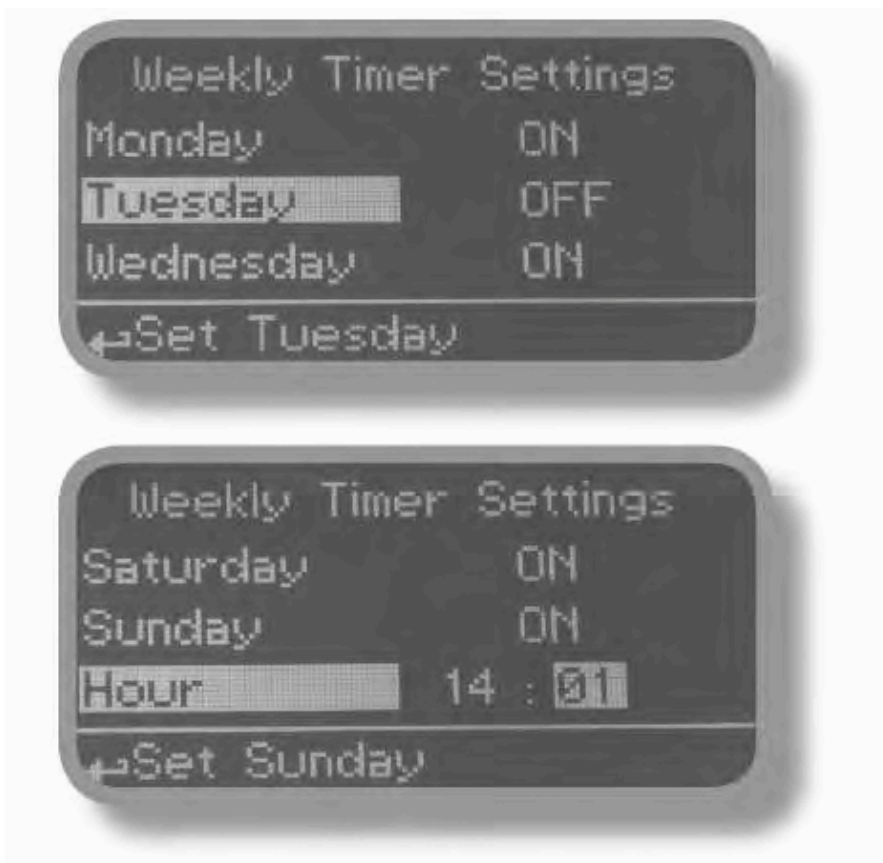 Weekly Timer Settings
Monday ON
Tuesday OFF
Wednesday ON
↵Set Tuesday
Weekly Timer Settings
Saturday ON
Sunday ON
Hour 14 : 01
↵Set Sunday